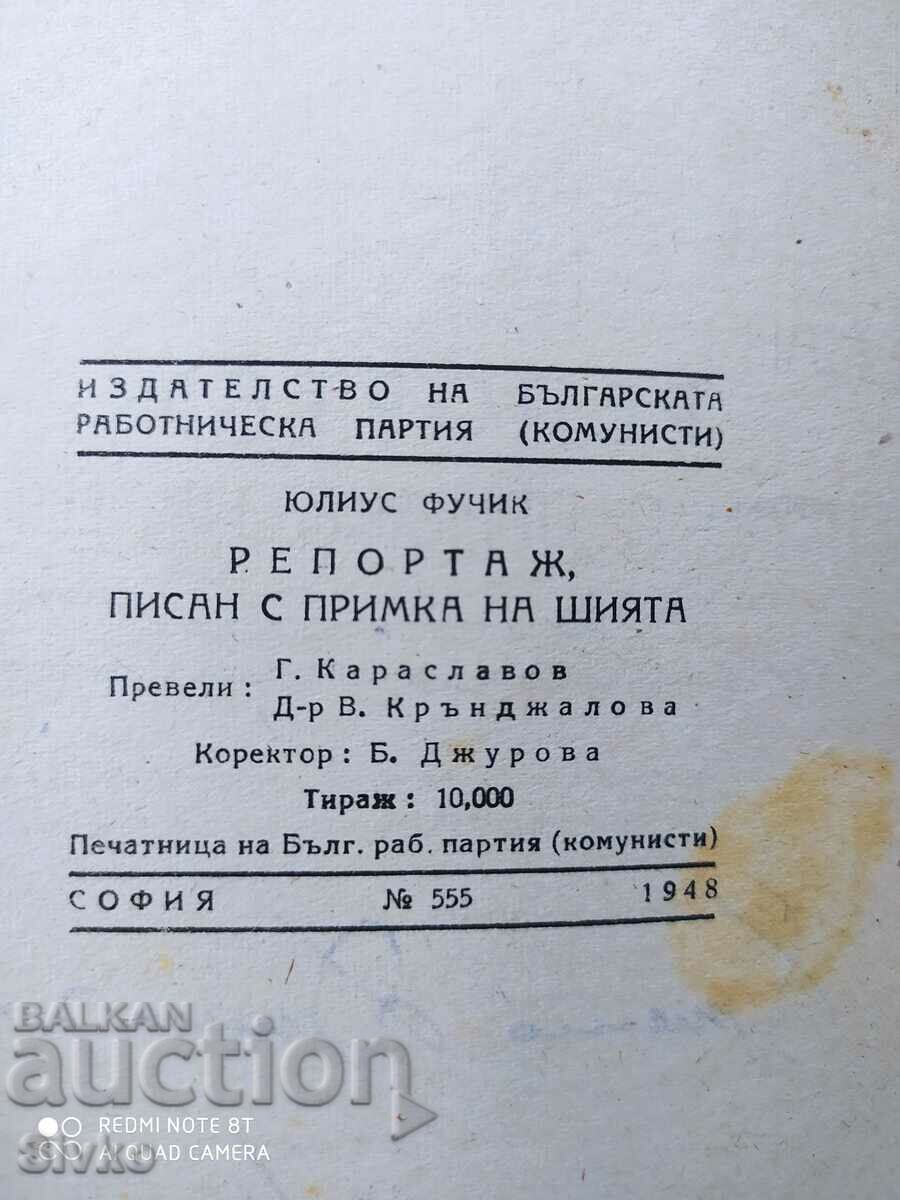 ИЗДАТЕЛСТВО НА БЪЛГАРСКАТА
РАБОТНИЧЕСКА ПАРТИЯ (КОМУНИСТИ)
ЮЛИУС ФУЧИК
РЕПОРТАЖ,
ПИСАН С ПРИМКА НА ШИЯТА
Превели: Г. Караславов
Д-р В. Крънджалова
Коректор: Б. Джурова
Тираж: 10,000
Печатница на Бълг. раб. партия (комунисти)
СОФИЯ № 555 1948
BALKAN
auction
REDMI NOTE 8T
AI QUAD CAMERA
Sivko